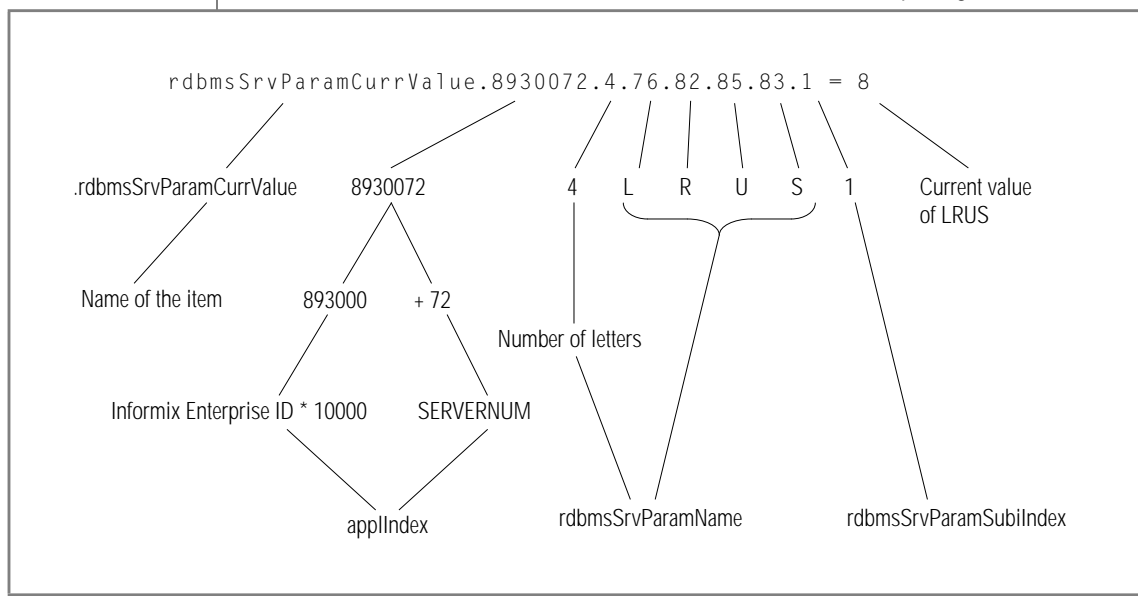 rdbmsSrvParamCurrValue.8930072.4.76.82.85.83.1 = 8
.rdbmsSrvParamCurrValue 8930072 4 L R U S 1 Current value
of LRUS
Name of the item 893000 + 72
Number of letters
Informix Enterprise ID * 10000 SERVERNUM
applIndex rdbmsSrvParamName rdbmsSrvParamSubiIndex